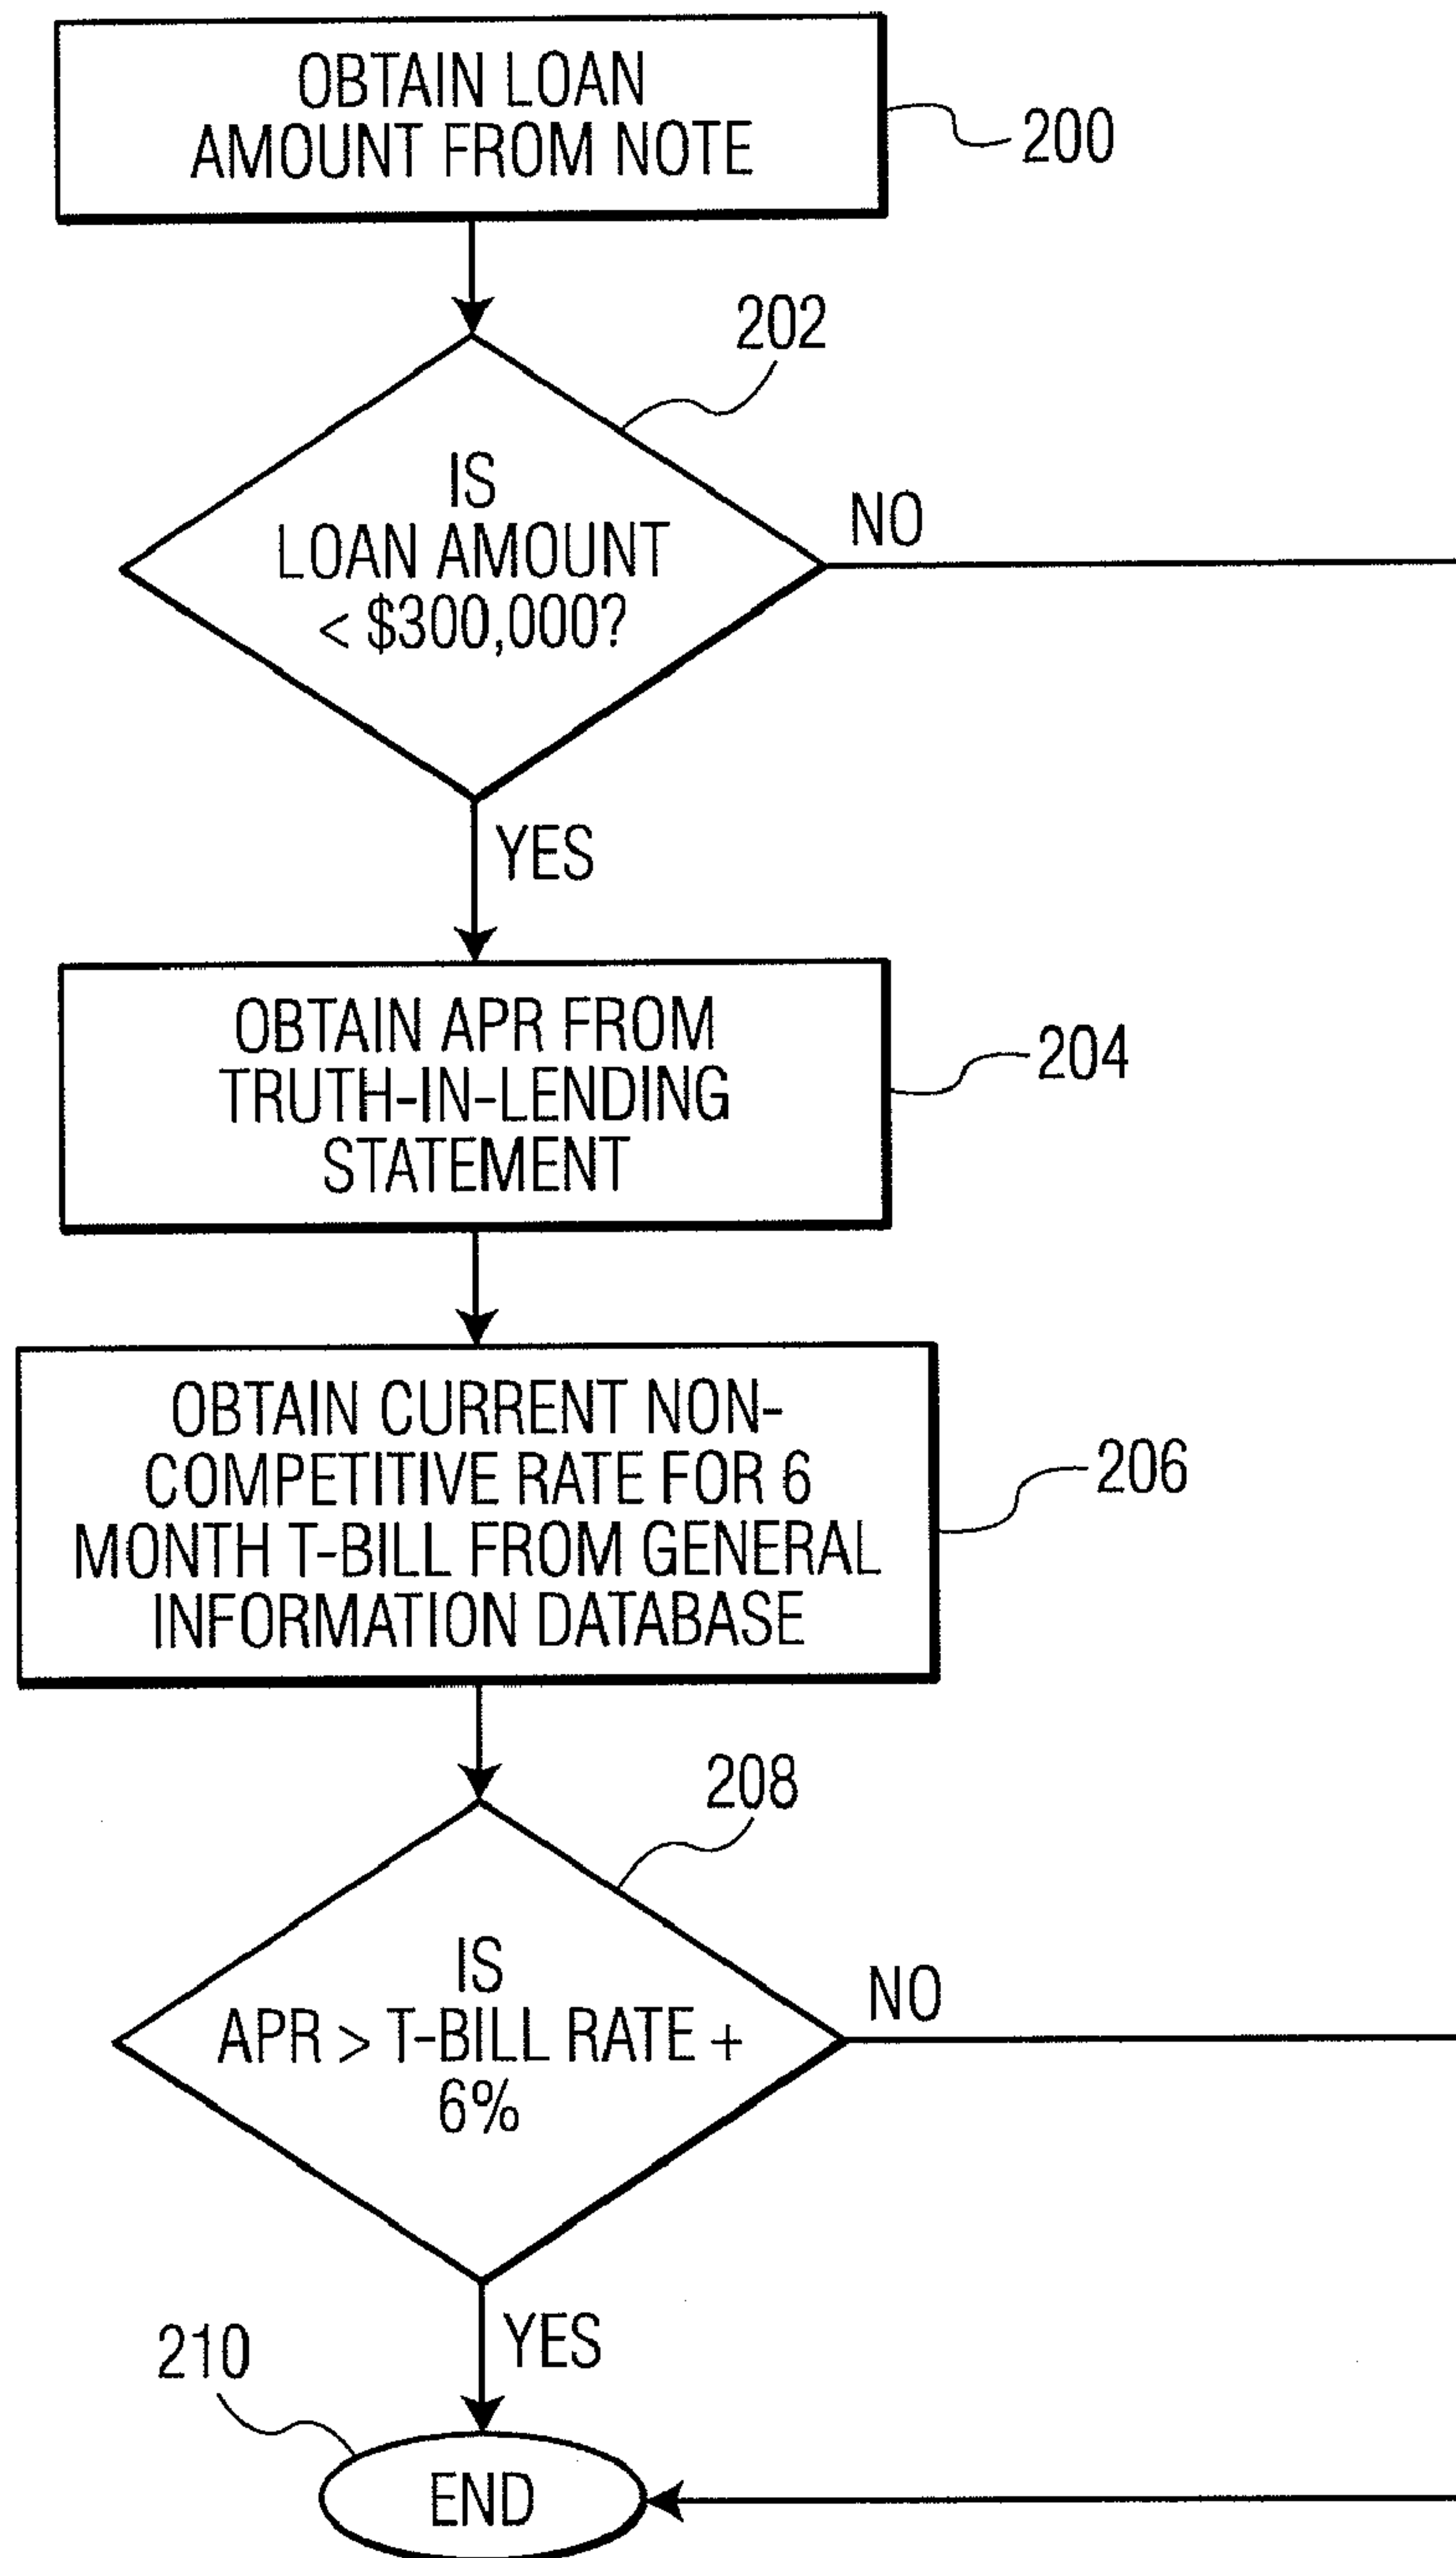 OBTAIN LOAN
AMOUNT FROM NOTE
200
202
IS
LOAN AMOUNT
< $300,000?
NO
YES
OBTAIN APR FROM
TRUTH-IN-LENDING
STATEMENT
204
OBTAIN CURRENT NON-
COMPETITIVE RATE FOR 6
MONTH T-BILL FROM GENERAL
INFORMATION DATABASE
206
208
IS
APR > T-BILL RATE +
6%
NO
YES
210
END